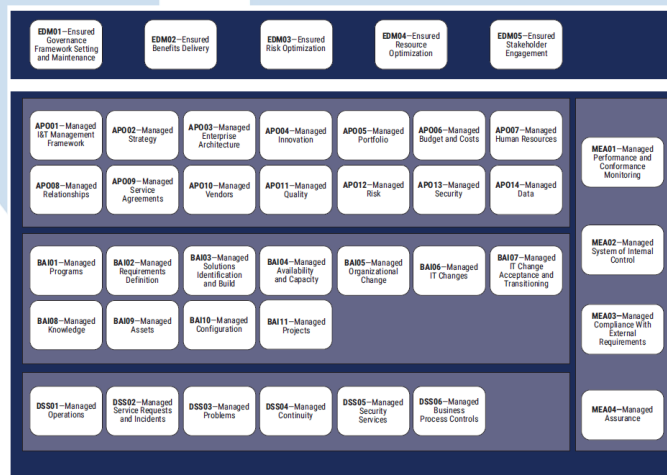 EDM01—Ensured
Governance
Framework Setting
and Maintenance
EDM02—Ensured
Benefits Delivery
EDM03—Ensured
Risk Optimization
EDM04—Ensured
Resource
Optimization
EDM05—Ensured
Stakeholder
Engagement
APO01—Managed
I&T Management
Framework
APO02—Managed
Strategy
APO03—Managed
Enterprise
Architecture
APO04—Managed
Innovation
APO05—Managed
Portfolio
APO06—Managed
Budget and Costs
APO07—Managed
Human Resources
APO08—Managed
Relationships
APO09—Managed
Service
Agreements
APO10—Managed
Vendors
APO11—Managed
Quality
APO12—Managed
Risk
APO13—Managed
Security
APO14—Managed
Data
BAI01—Managed
Programs
BAI02—Managed
Requirements
Definition
BAI03—Managed
Solutions
Identification
and Build
BAI04—Managed
Availability
and Capacity
BAI05—Managed
Organizational
Change
BAI06—Managed
IT Changes
BAI07—Managed
IT Change
Acceptance and
Transitioning
BAI08—Managed
Knowledge
BAI09—Managed
Assets
BAI10—Managed
Configuration
BAI11—Managed
Projects
DSS01—Managed
Operations
DSS02—Managed
Service Requests
and Incidents
DSS03—Managed
Problems
DSS04—Managed
Continuity
DSS05—Managed
Security
Services
DSS06—Managed
Business
Process Controls
MEA01—Managed
Performance and
Conformance
Monitoring
MEA02—Managed
System of Internal
Control
MEA03—Managed
Compliance With
External
Requirements
MEA04—Managed
Assurance